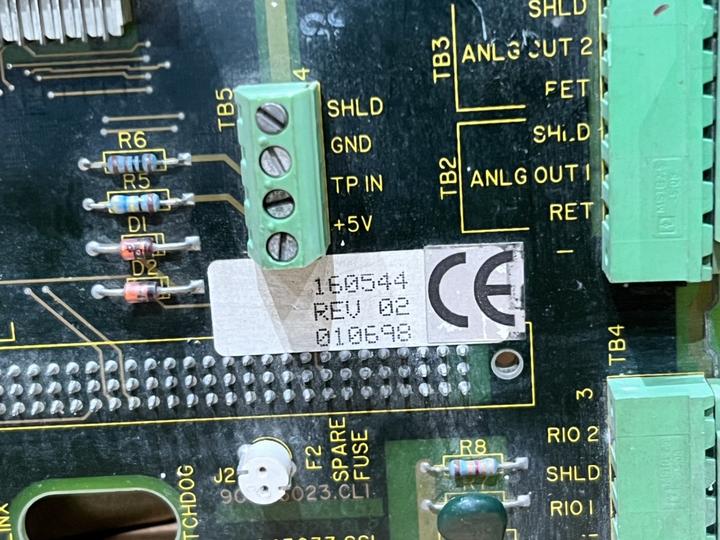 SHLD
TB3
ANLG OUT 2
RET
TB5
4
SHLD
GND
TP IN
+5V
R6
R5
D1
D2
SHLD
TB2
ANLG OUT 1
RET
160544
REV 02
010698
CE
TB4
3
RIO 2
SHLD
RIO 1
J2
F2
SPARE
FUSE
R8
TCHDOG
LINX